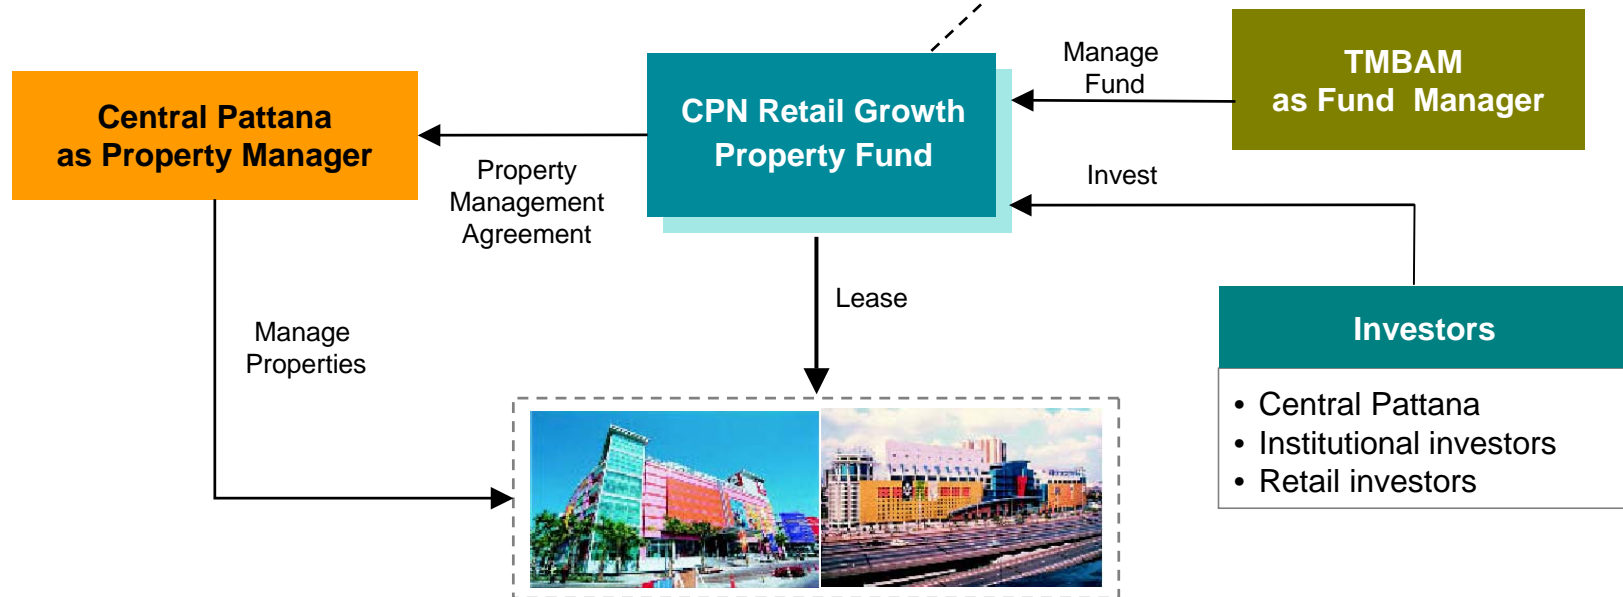 Central Pattana
as Property Manager
CPN Retail Growth
Property Fund
Manage
Fund
TMBAM
as Fund Manager
Property
Management
Agreement
Invest
Lease
Manage
Properties
Investors
• Central Pattana
• Institutional investors
• Retail investors